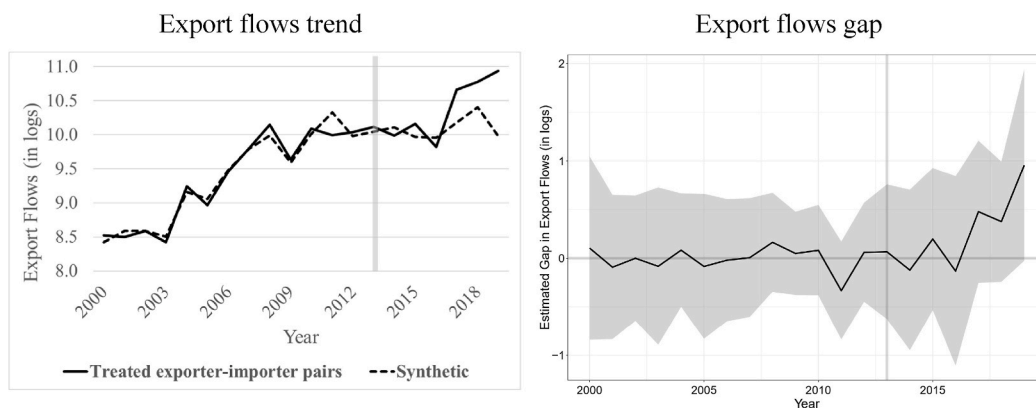 Export flows trend
Export Flows (in logs)
11.0
10.5
10.0
9.5
9.0
8.5
8.0
2000
2003
2006
2009
2012
2015
2018
Year
Treated exporter-importer pairs
Synthetic
Export flows gap
Estimated Gap in Export Flows (in logs)
2
1
0
−1
2000
2005
2010
2015
Year